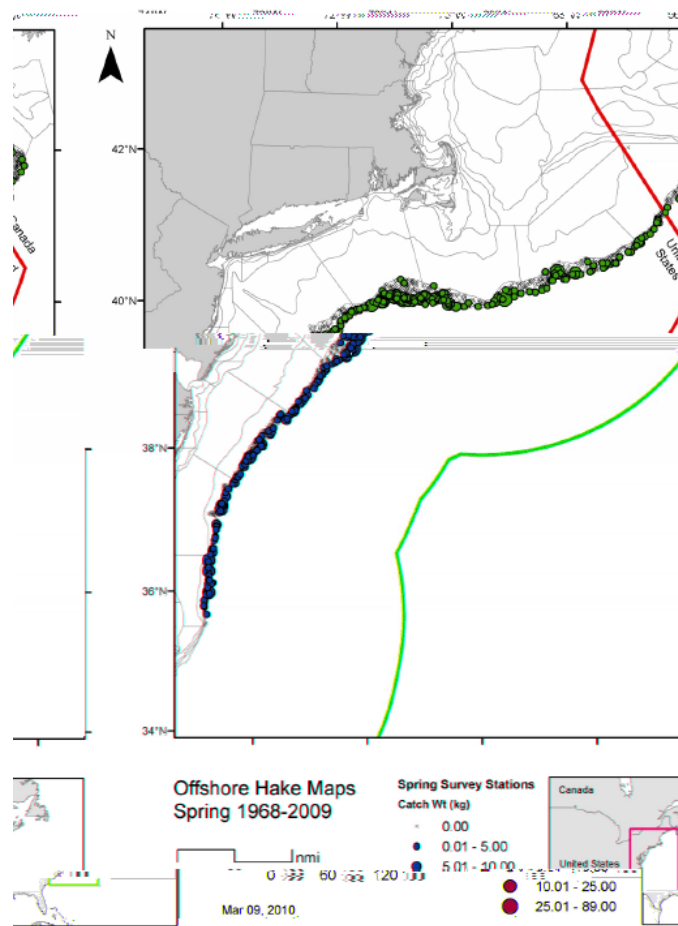 N
42°N
Canada
United
States
40°N
38°N
36°N
34°N
Offshore Hake Maps
Spring 1968-2009
Spring Survey Stations
Catch Wt (kg)
0.00
0.01 - 5.00
5.01 - 10.00
10.01 - 25.00
25.01 - 89.00
nmi
0
60
120
Mar 09, 2010
Canada
United States